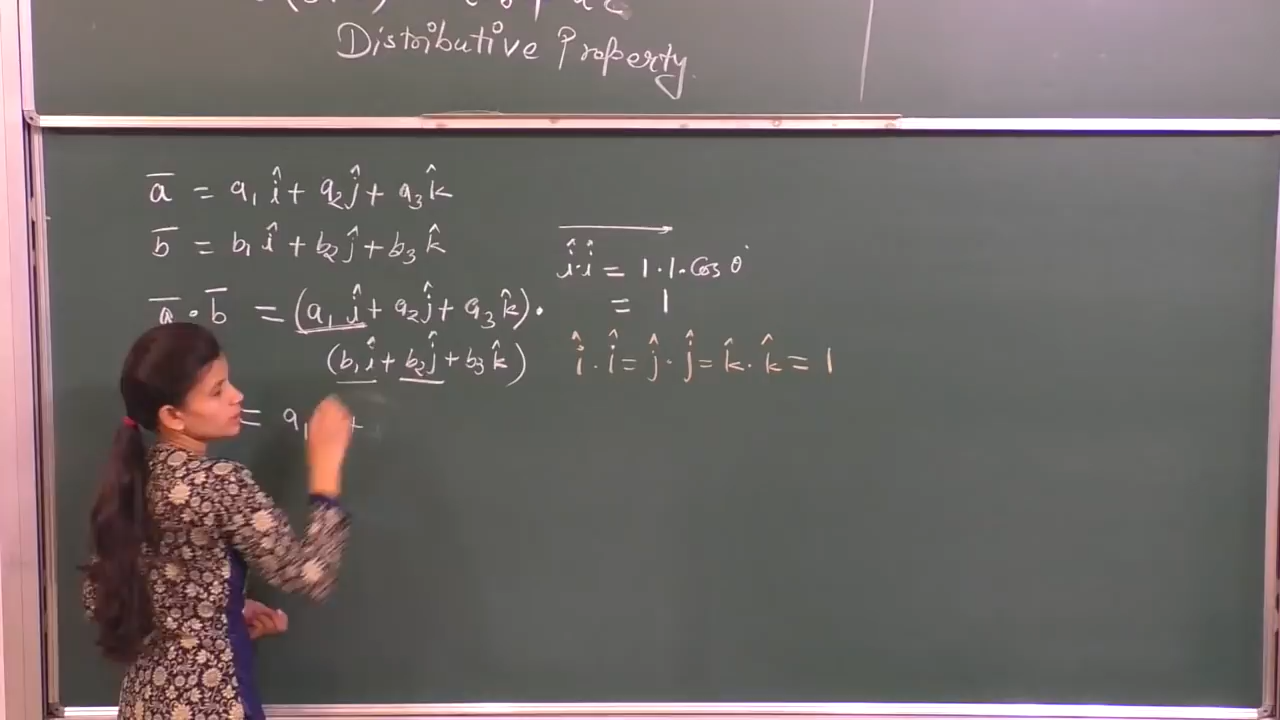 Distributive Property
a̅ = a₁ î + a₂ ĵ + a₃ k̂
b̅ = b₁ î + b₂ ĵ + b₃ k̂
î·î = 1·1·Cos 0°
= 1
a̅ · b̅ = (a₁ î + a₂ ĵ + a₃ k̂) ·
(b₁ î + b₂ ĵ + b₃ k̂)
î · î = ĵ · ĵ = k̂ · k̂ = 1
= a₁ +